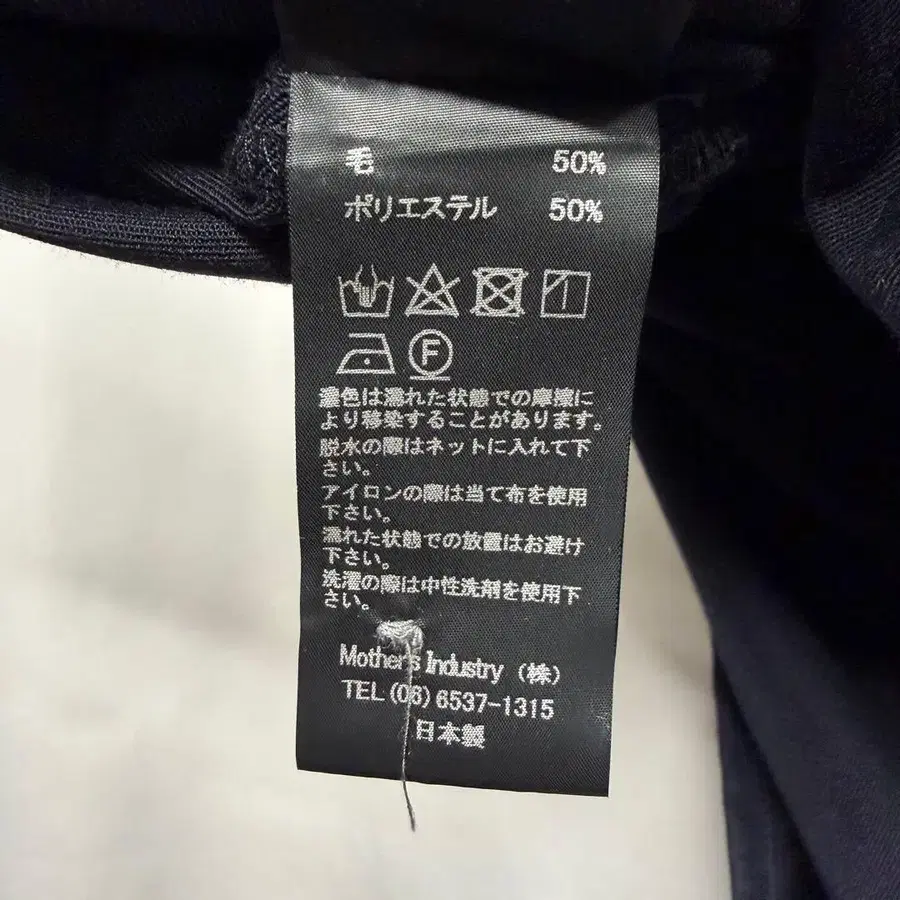 毛 50%
ポリエステル 50%
F
濃色は濡れた状態での摩擦に
より移染することがあります。
脱水の際はネットに入れて下
さい。
アイロンの際は当て布を使用
下さい。
濡れた状態での放置はお避け
下さい。
洗濯の際は中性洗剤を使用下
さい。
Mother's Industry (株)
TEL (06) 6537-1315
日本製